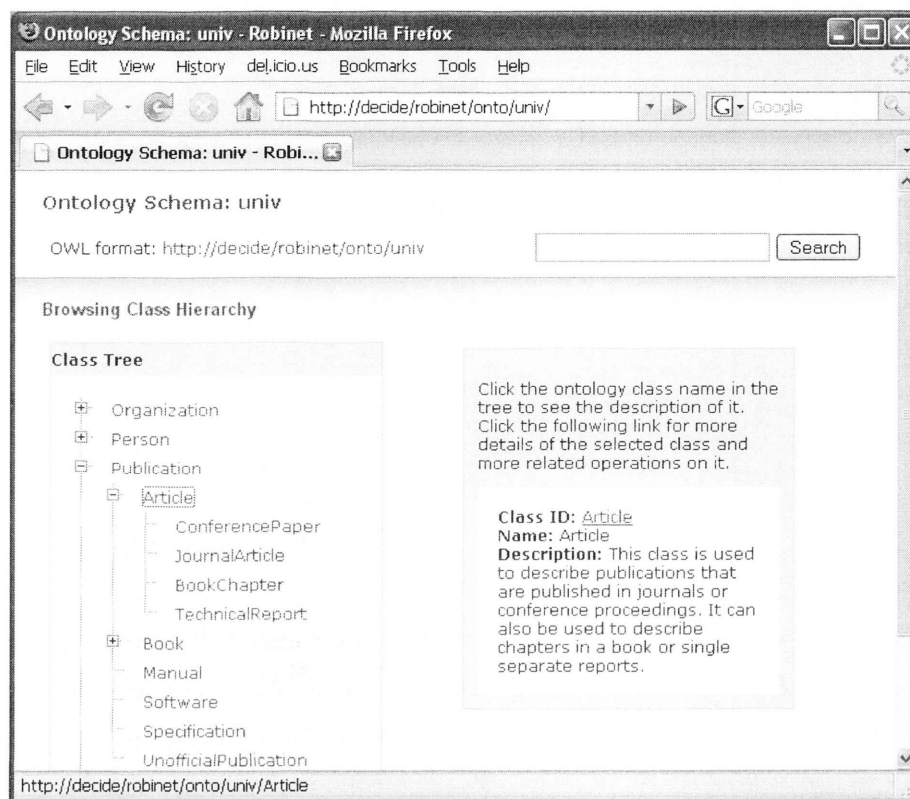 Ontology Schema: univ - Robinet - Mozilla Firefox
File Edit View History del.icio.us Bookmarks Tools Help
http://decide/robinet/onto/univ/
G Google
Ontology Schema: univ - Robi...
Ontology Schema: univ
OWL format: http://decide/robinet/onto/univ
Search
Browsing Class Hierarchy
Class Tree
Organization
Person
Publication
Article
ConferencePaper
JournalArticle
BookChapter
TechnicalReport
Book
Manual
Software
Specification
UnofficialPublication
Click the ontology class name in the
tree to see the description of it.
Click the following link for more
details of the selected class and
more related operations on it.
Class ID: Article
Name: Article
Description: This class is used
to describe publications that
are published in journals or
conference proceedings. It can
also be used to describe
chapters in a book or single
separate reports.
http://decide/robinet/onto/univ/Article